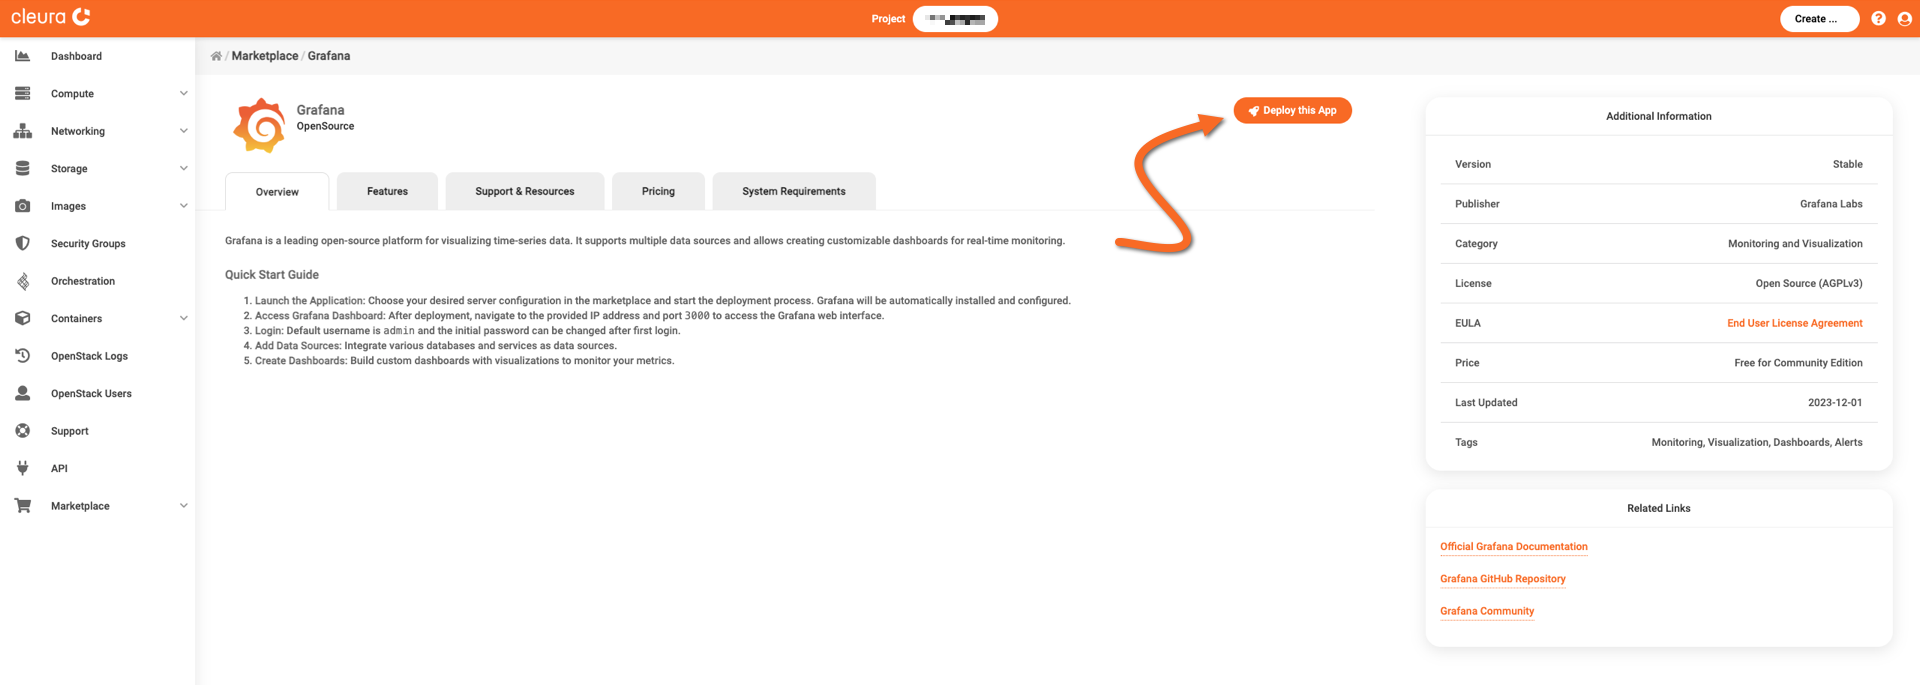 cleura
Project
Create ...
Dashboard
Compute
Networking
Storage
Images
Security Groups
Orchestration
Containers
OpenStack Logs
OpenStack Users
Support
API
Marketplace
/ Marketplace / Grafana
Grafana
OpenSource
Deploy this App
Overview
Features
Support & Resources
Pricing
System Requirements
Grafana is a leading open-source platform for visualizing time-series data. It supports multiple data sources and allows creating customizable dashboards for real-time monitoring.
Quick Start Guide
1. Launch the Application: Choose your desired server configuration in the marketplace and start the deployment process. Grafana will be automatically installed and configured.
2. Access Grafana Dashboard: After deployment, navigate to the provided IP address and port 3000 to access the Grafana web interface.
3. Login: Default username is admin and the initial password can be changed after first login.
4. Add Data Sources: Integrate various databases and services as data sources.
5. Create Dashboards: Build custom dashboards with visualizations to monitor your metrics.
Additional Information
Version Stable
Publisher Grafana Labs
Category Monitoring and Visualization
License Open Source (AGPLv3)
EULA End User License Agreement
Price Free for Community Edition
Last Updated 2023-12-01
Tags Monitoring, Visualization, Dashboards, Alerts
Related Links
Official Grafana Documentation
Grafana GitHub Repository
Grafana Community